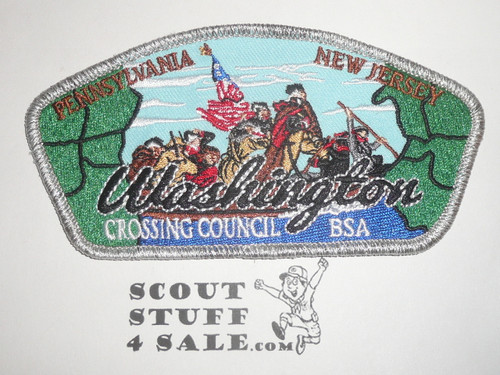 PENNSYLVANIA NEW JERSEY
Washington
CROSSING COUNCIL BSA
SCOUT
STUFF
4 SALE.com